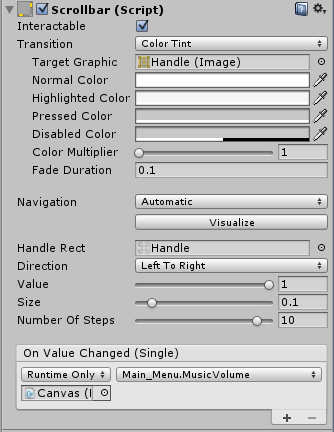 Scrollbar (Script)
Interactable
Transition Color Tint
Target Graphic Handle (Image)
Normal Color
Highlighted Color
Pressed Color
Disabled Color
Color Multiplier 1
Fade Duration 0.1
Navigation Automatic
Visualize
Handle Rect Handle
Direction Left To Right
Value 1
Size 0.1
Number Of Steps 10
On Value Changed (Single)
Runtime Only Main_Menu.MusicVolume
Canvas (I
+ -